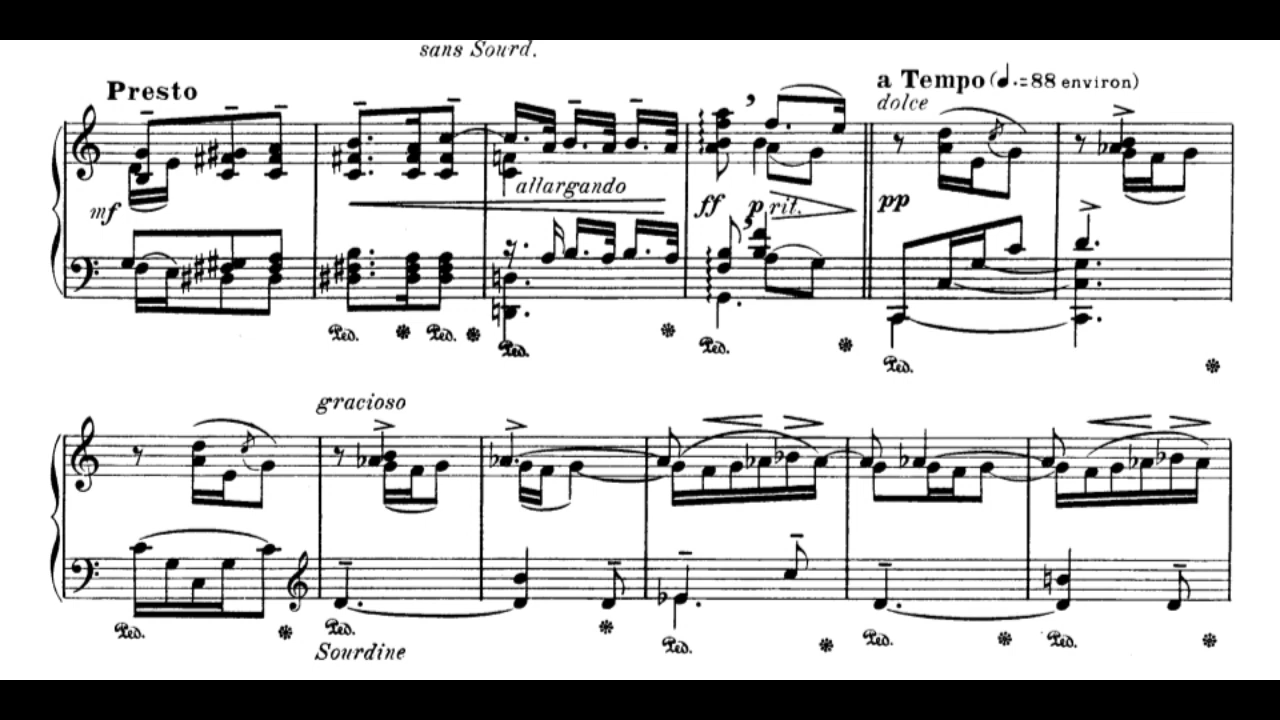 sans Sourd.
Presto
a Tempo (♩.=88 environ)
dolce
allargando
mf
ff
p rit.
pp
Ped. Ped. Ped. Ped. Ped.
gracioso
Ped. Ped. Ped. Ped. Ped.
Sourdine